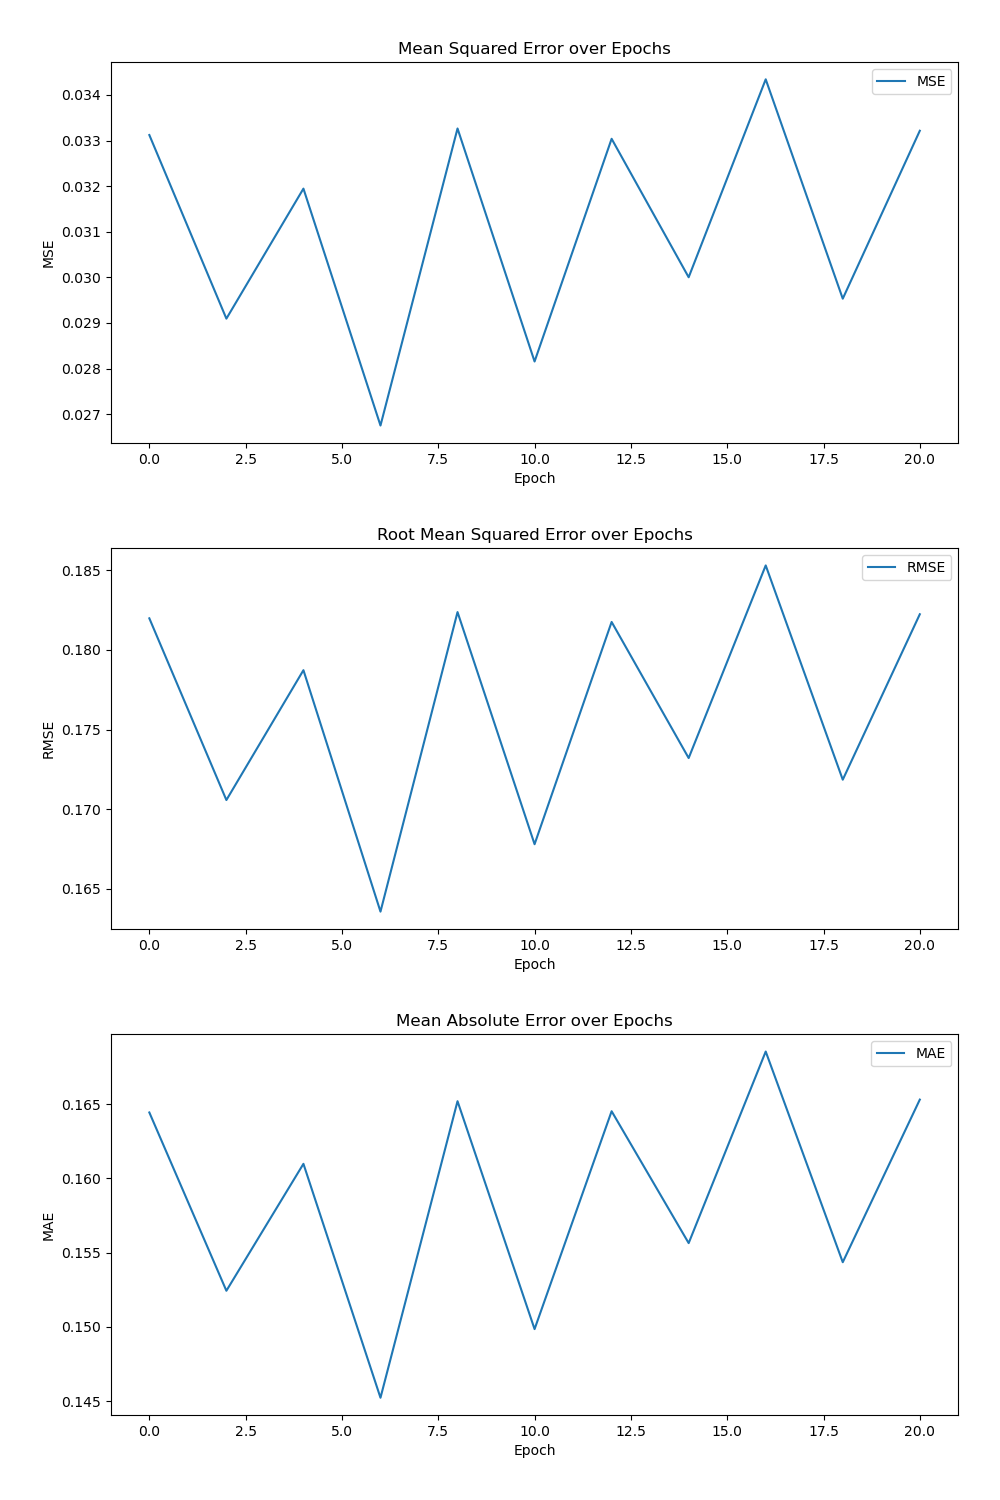 Mean Squared Error over Epochs
MSE
0.034
0.033
0.032
0.031
0.030
0.029
0.028
0.027
MSE
0.0 2.5 5.0 7.5 10.0 12.5 15.0 17.5 20.0
Epoch
Root Mean Squared Error over Epochs
RMSE
0.185
0.180
0.175
0.170
0.165
RMSE
0.0 2.5 5.0 7.5 10.0 12.5 15.0 17.5 20.0
Epoch
Mean Absolute Error over Epochs
MAE
0.165
0.160
0.155
0.150
0.145
MAE
0.0 2.5 5.0 7.5 10.0 12.5 15.0 17.5 20.0
Epoch